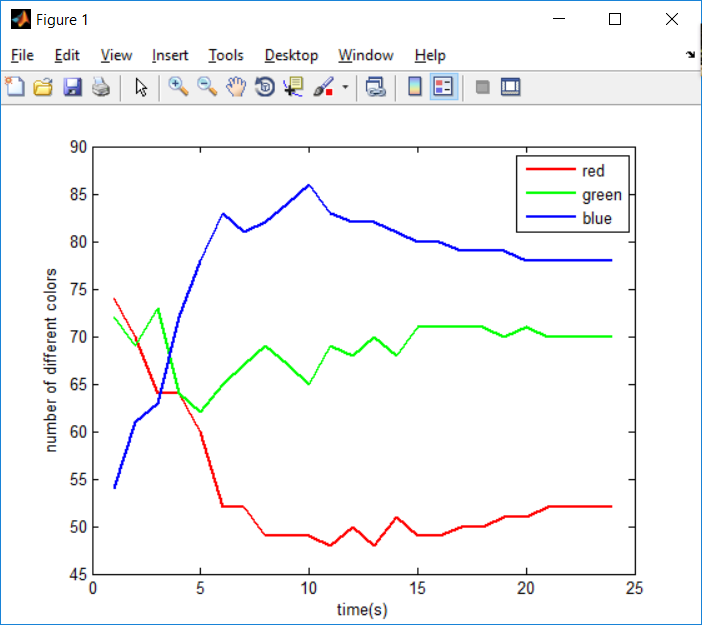 Figure 1
File Edit View Insert Tools Desktop Window Help
90
85
80
75
70
65
60
55
50
45
number of different colors
red
green
blue
0 5 10 15 20 25
time(s)